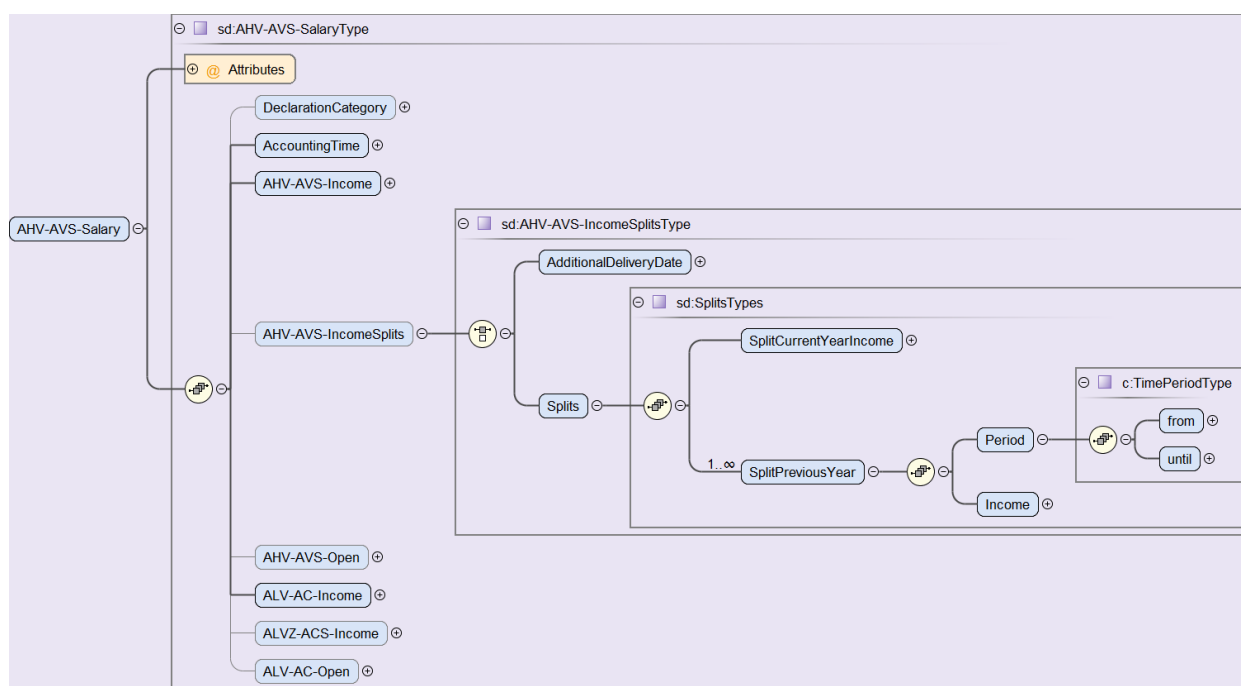 sd:AHV-AVS-SalaryType
@ Attributes
DeclarationCategory
AccountingTime
AHV-AVS-Income
AHV-AVS-Salary
sd:AHV-AVS-IncomeSplitsType
AdditionalDeliveryDate
sd:SplitsTypes
AHV-AVS-IncomeSplits
SplitCurrentYearIncome
c:TimePeriodType
Splits
from
Period
until
1..∞
SplitPreviousYear
Income
AHV-AVS-Open
ALV-AC-Income
ALVZ-ACS-Income
ALV-AC-Open